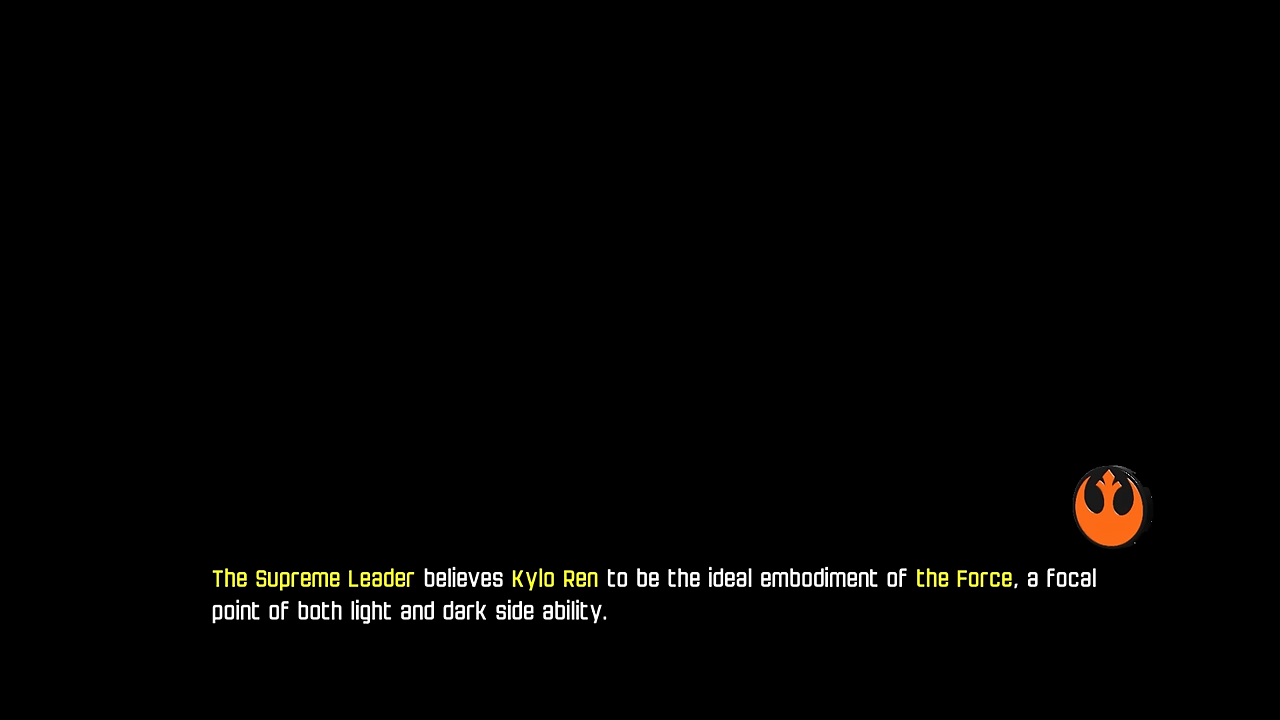 The Supreme Leader believes Kylo Ren to be the ideal embodiment of the Force, a focal
point of both light and dark side ability.